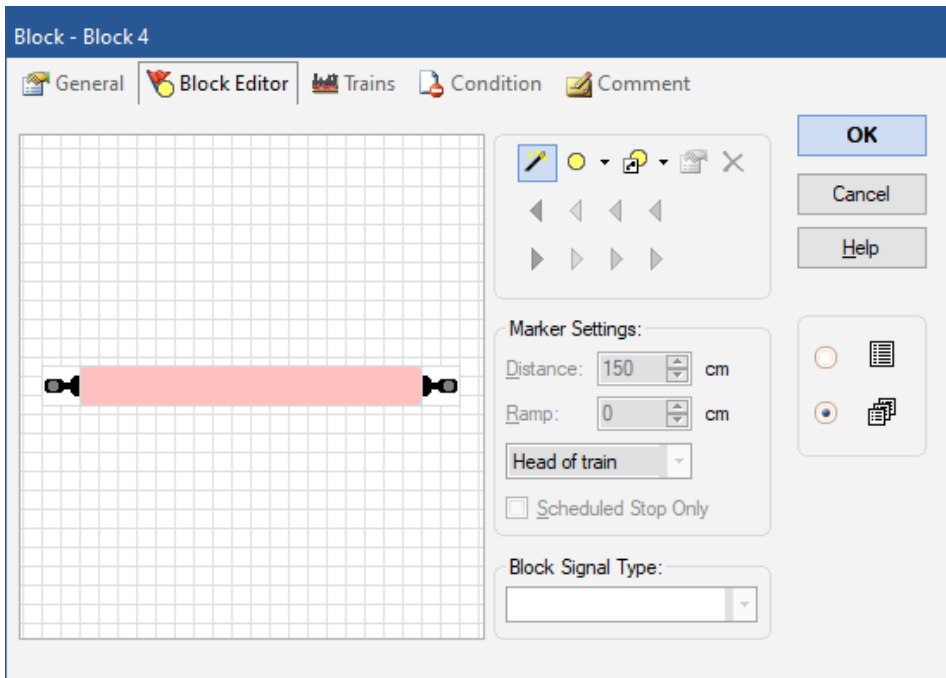 Block - Block 4
General Block Editor Trains Condition Comment
OK
Cancel
Help
Marker Settings:
Distance: 150 cm
Ramp: 0 cm
Head of train
Scheduled Stop Only
Block Signal Type: